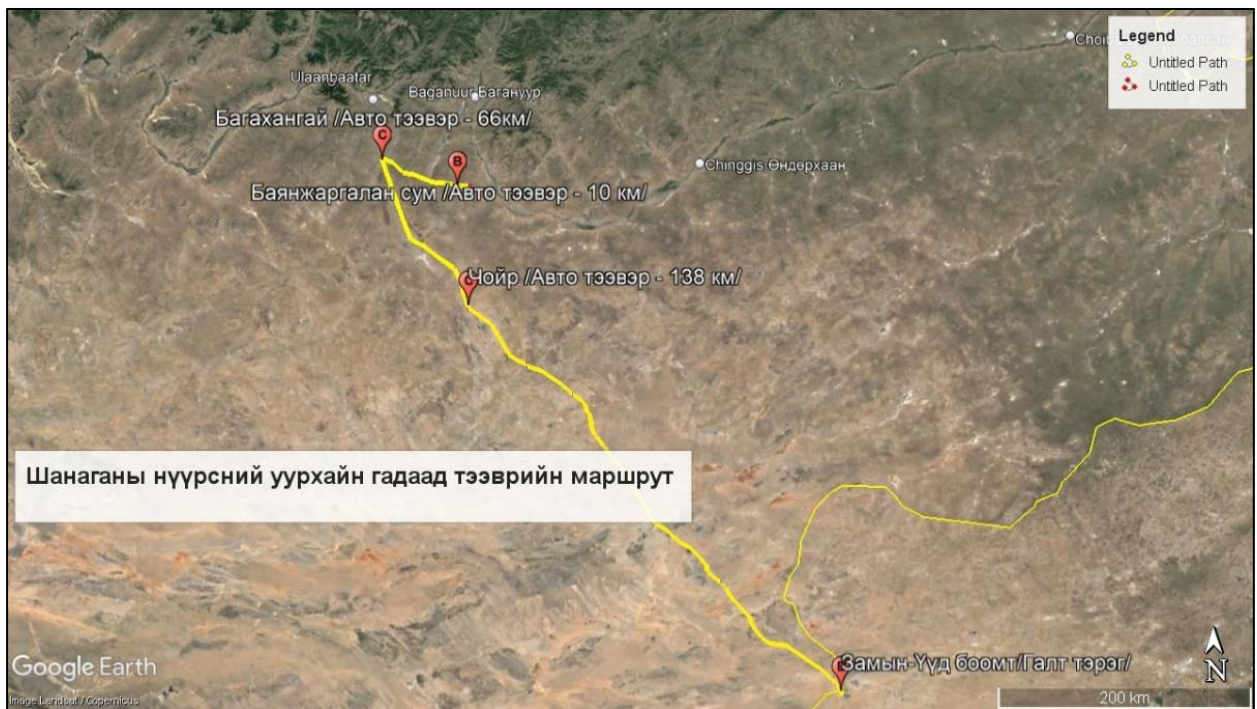 Legend
Untitled Path
Untitled Path
Ulaanbaatar
Baganuur Багануур
Багахангай /Авто тээвэр - 66км/
C
B
Chinggis Өндөрхаан
Баянжаргалан сум /Авто тээвэр - 10 км/
Чойр /Авто тээвэр - 138 км/
Шанаганы нүүрсний уурхайн гадаад тээврийн маршрут
Замын-Үүд боомт/Галт тэрэг/
Google Earth
N
Image Landsat / Copernicus
200 km